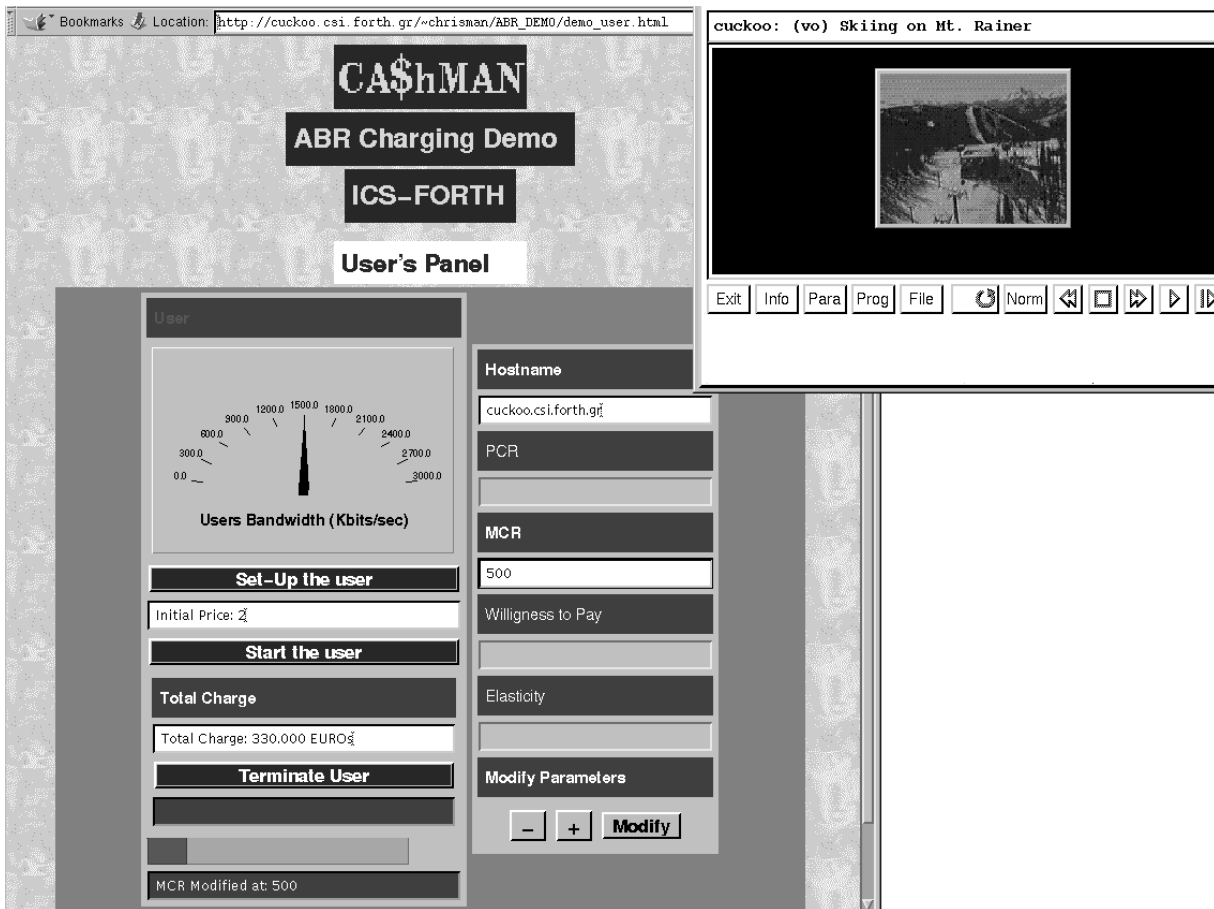 Bookmarks Location: http://cuckoo.csi.forth.gr/~chrisman/ABR_DEMO/demo_user.html
CA$hMAN
ABR Charging Demo
ICS-FORTH
User's Panel
User
0.0
300.0
600.0
900.0
1200.0
1500.0
1800.0
2100.0
2400.0
2700.0
3000.0
Users Bandwidth (Kbits/sec)
Set-Up the user
Initial Price: 2
Start the user
Total Charge
Total Charge: 330.000 EUROs
Terminate User
MCR Modified at: 500
Hostname
cuckoo.csi.forth.gr
PCR
MCR
500
Willigness to Pay
Elasticity
Modify Parameters
- + Modify
cuckoo: (vo) Skiing on Mt. Rainer
Exit Info Para Prog File Norm